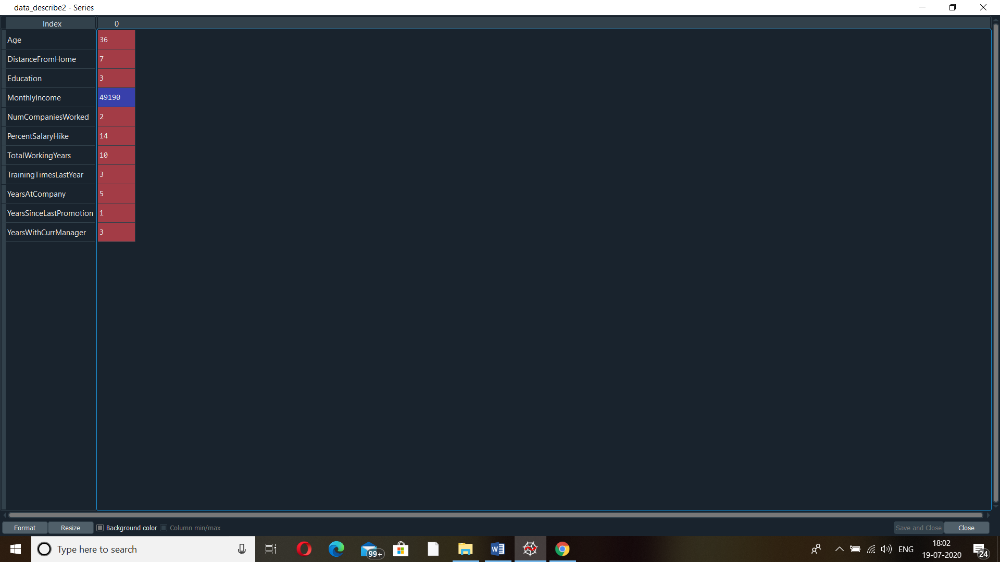 data_describe2 - Series
Index 0
Age 36
DistanceFromHome 7
Education 3
MonthlyIncome 49190
NumCompaniesWorked 2
PercentSalaryHike 14
TotalWorkingYears 10
TrainingTimesLastYear 3
YearsAtCompany 5
YearsSinceLastPromotion 1
YearsWithCurrManager 3
Format Resize Background color Column min/max Save and Close Close
Type here to search 99+ W ENG 18:02
19-07-2020 24